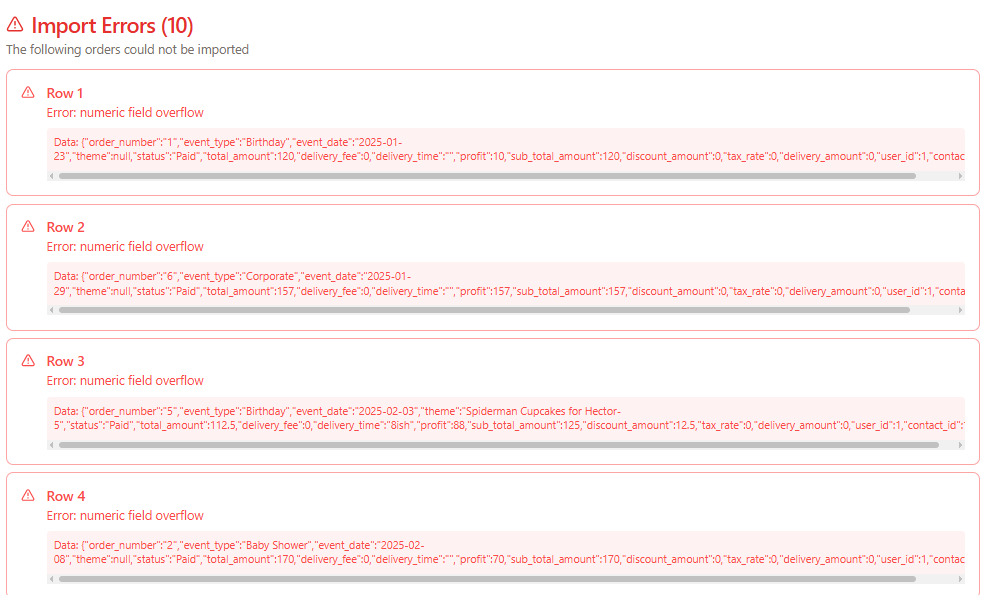 Import Errors (10)
The following orders could not be imported
Row 1
Error: numeric field overflow
Data: {"order_number":"1","event_type":"Birthday","event_date":"2025-01-
23","theme":null,"status":"Paid","total_amount":120,"delivery_fee":0,"delivery_time":"","profit":10,"sub_total_amount":120,"discount_amount":0,"tax_rate":0,"delivery_amount":0,"user_id":1,"contac
Row 2
Error: numeric field overflow
Data: {"order_number":"6","event_type":"Corporate","event_date":"2025-01-
29","theme":null,"status":"Paid","total_amount":157,"delivery_fee":0,"delivery_time":"","profit":157,"sub_total_amount":157,"discount_amount":0,"tax_rate":0,"delivery_amount":0,"user_id":1,"conta
Row 3
Error: numeric field overflow
Data: {"order_number":"5","event_type":"Birthday","event_date":"2025-02-03","theme":"Spiderman Cupcakes for Hector-
5","status":"Paid","total_amount":112.5,"delivery_fee":0,"delivery_time":"8ish","profit":88,"sub_total_amount":125,"discount_amount":12.5,"tax_rate":0,"delivery_amount":0,"user_id":1,"contact_id":
Row 4
Error: numeric field overflow
Data: {"order_number":"2","event_type":"Baby Shower","event_date":"2025-02-
08","theme":null,"status":"Paid","total_amount":170,"delivery_fee":0,"delivery_time":"","profit":70,"sub_total_amount":170,"discount_amount":0,"tax_rate":0,"delivery_amount":0,"user_id":1,"contac